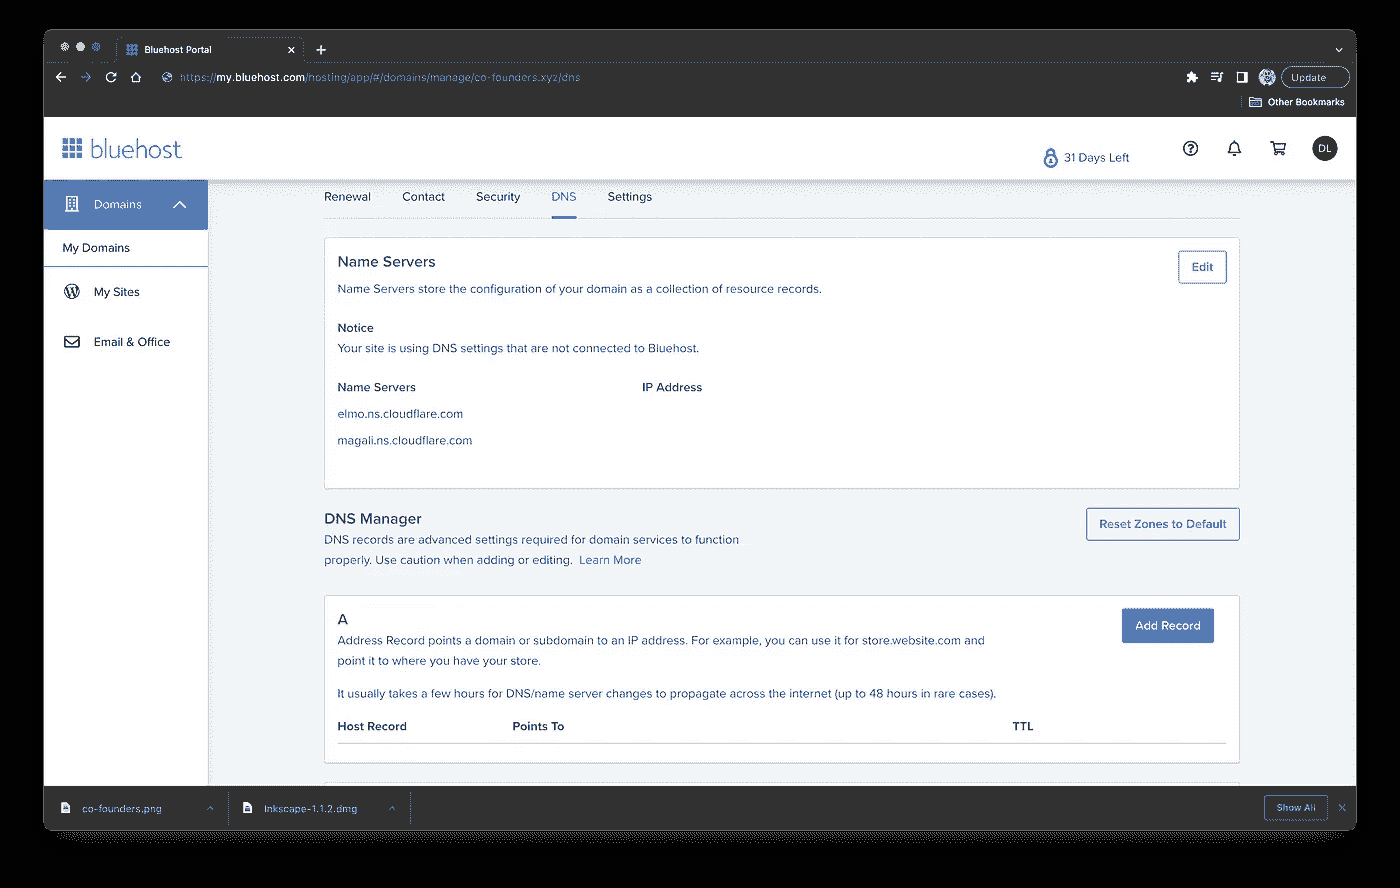 Bluehost Portal
https://my.bluehost.com/hosting/app/#/domains/manage/co-founders.xyz/dns
Update
Other Bookmarks
bluehost
31 Days Left
DL
Domains
My Domains
My Sites
Email & Office
Renewal Contact Security DNS Settings
Name Servers
Edit
Name Servers store the configuration of your domain as a collection of resource records.
Notice
Your site is using DNS settings that are not connected to Bluehost.
Name Servers IP Address
elmo.ns.cloudflare.com
magali.ns.cloudflare.com
DNS Manager
Reset Zones to Default
DNS records are advanced settings required for domain services to function
properly. Use caution when adding or editing. Learn More
A
Add Record
Address Record points a domain or subdomain to an IP address. For example, you can use it for store.website.com and
point it to where you have your store.
It usually takes a few hours for DNS/name server changes to propagate across the internet (up to 48 hours in rare cases).
Host Record Points To TTL
co-founders.png
Inkscape-1.1.2.dmg
Show All